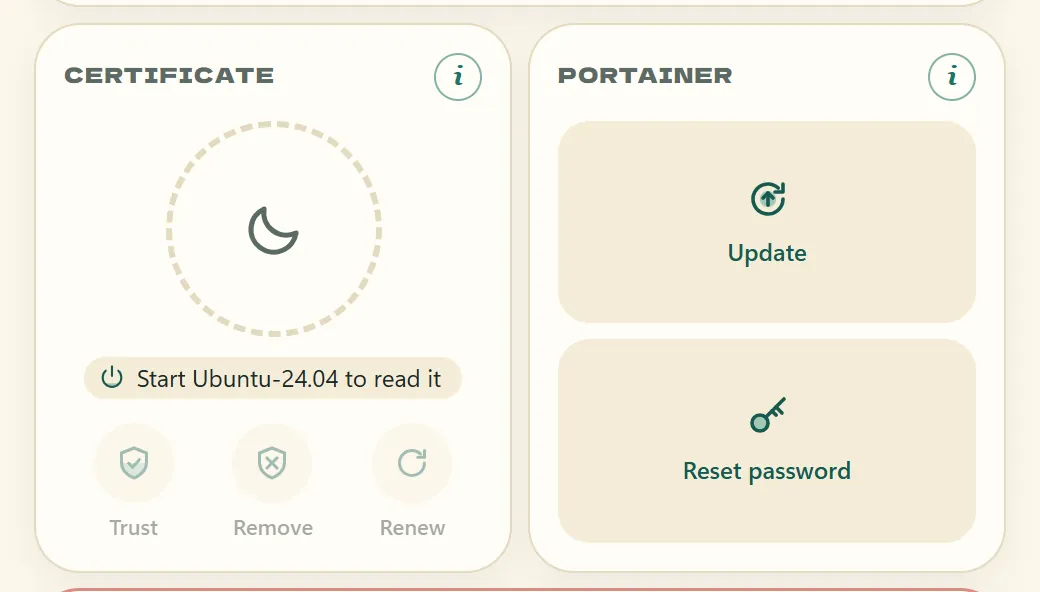 CERTIFICATE
i
Start Ubuntu-24.04 to read it
Trust
Remove
Renew
PORTAINER
i
Update
Reset password